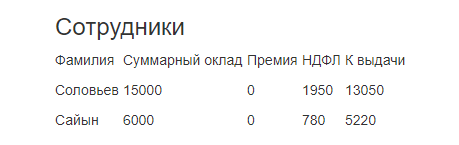 Сотрудники
Фамилия Суммарный оклад Премия НДФЛ К выдачи
Соловьев 15000 0 1950 13050
Сайын 6000 0 780 5220